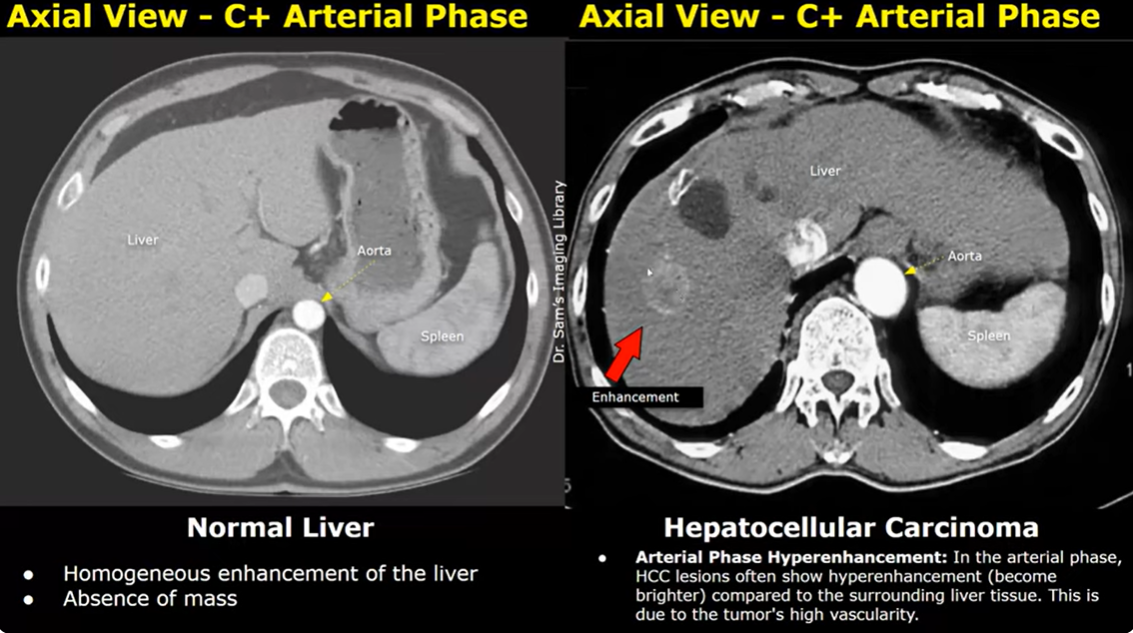 Axial View - C+ Arterial Phase
Liver
Aorta
Spleen
Normal Liver
● Homogeneous enhancement of the liver
● Absence of mass
Dr. Sam's Imaging Library
Axial View - C+ Arterial Phase
Liver
Aorta
Spleen
Enhancement
1
5
Hepatocellular Carcinoma
● Arterial Phase Hyperenhancement: In the arterial phase,
HCC lesions often show hyperenhancement (become
brighter) compared to the surrounding liver tissue. This is
due to the tumor's high vascularity.